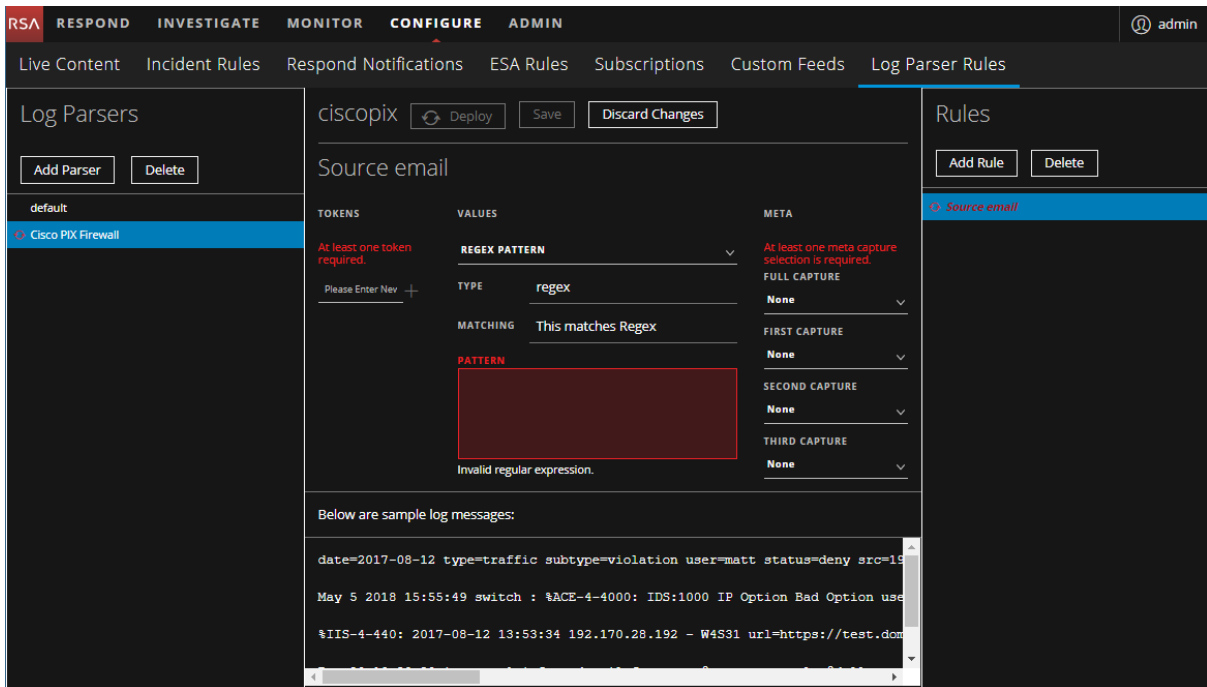 RSA RESPOND INVESTIGATE MONITOR CONFIGURE ADMIN admin
Live Content Incident Rules Respond Notifications ESA Rules Subscriptions Custom Feeds Log Parser Rules
Log Parsers
Add Parser Delete
default
Cisco PIX Firewall
ciscopix Deploy Save Discard Changes
Source email
TOKENS
At least one token
required.
Please Enter Nev
VALUES
REGEX PATTERN
TYPE regex
MATCHING This matches Regex
PATTERN
Invalid regular expression.
META
At least one meta capture
selection is required.
FULL CAPTURE
None
FIRST CAPTURE
None
SECOND CAPTURE
None
THIRD CAPTURE
None
Below are sample log messages:
date=2017-08-12 type=traffic subtype=violation user=matt status=deny src=19
May 5 2018 15:55:49 switch : %ACE-4-4000: IDS:1000 IP Option Bad Option use
%IIS-4-440: 2017-08-12 13:53:34 192.170.28.192 - W4S31 url=https://test.dom
Rules
Add Rule Delete
Source email